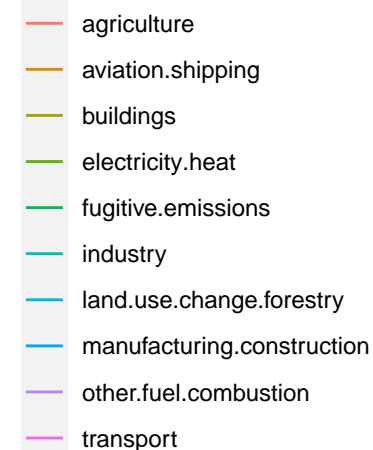 agriculture
aviation.shipping
buildings
electricity.heat
fugitive.emissions
industry
land.use.change.forestry
manufacturing.construction
other.fuel.combustion
transport